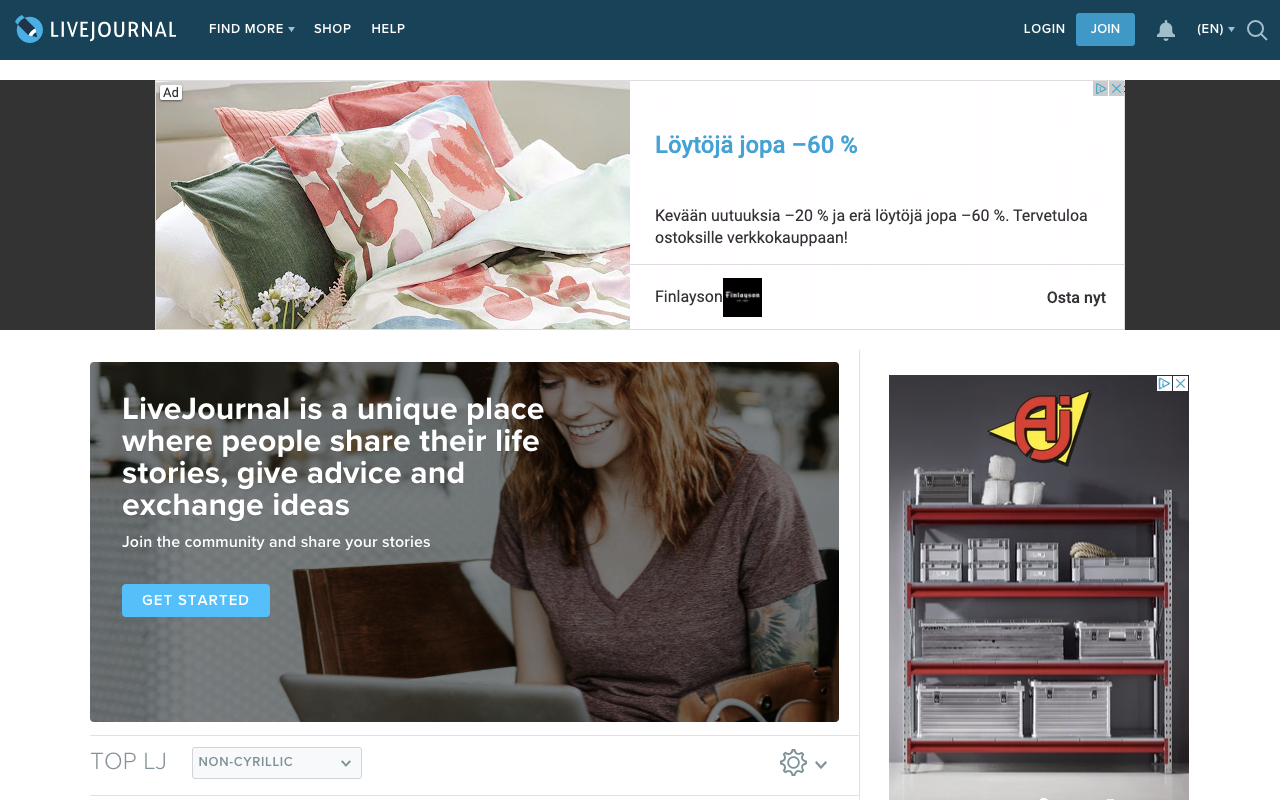 LIVEJOURNAL
FIND MORE
SHOP
HELP
LOGIN
JOIN
(EN)
Ad
Löytöjä jopa −60 %
Kevään uutuuksia −20 % ja erä löytöjä jopa −60 %. Tervetuloa
ostoksille verkkokauppaan!
Finlayson
Finlayson
Osta nyt
LiveJournal is a unique place
where people share their life
stories, give advice and
exchange ideas
Join the community and share your stories
GET STARTED
AJ
TOP LJ
NON-CYRILLIC